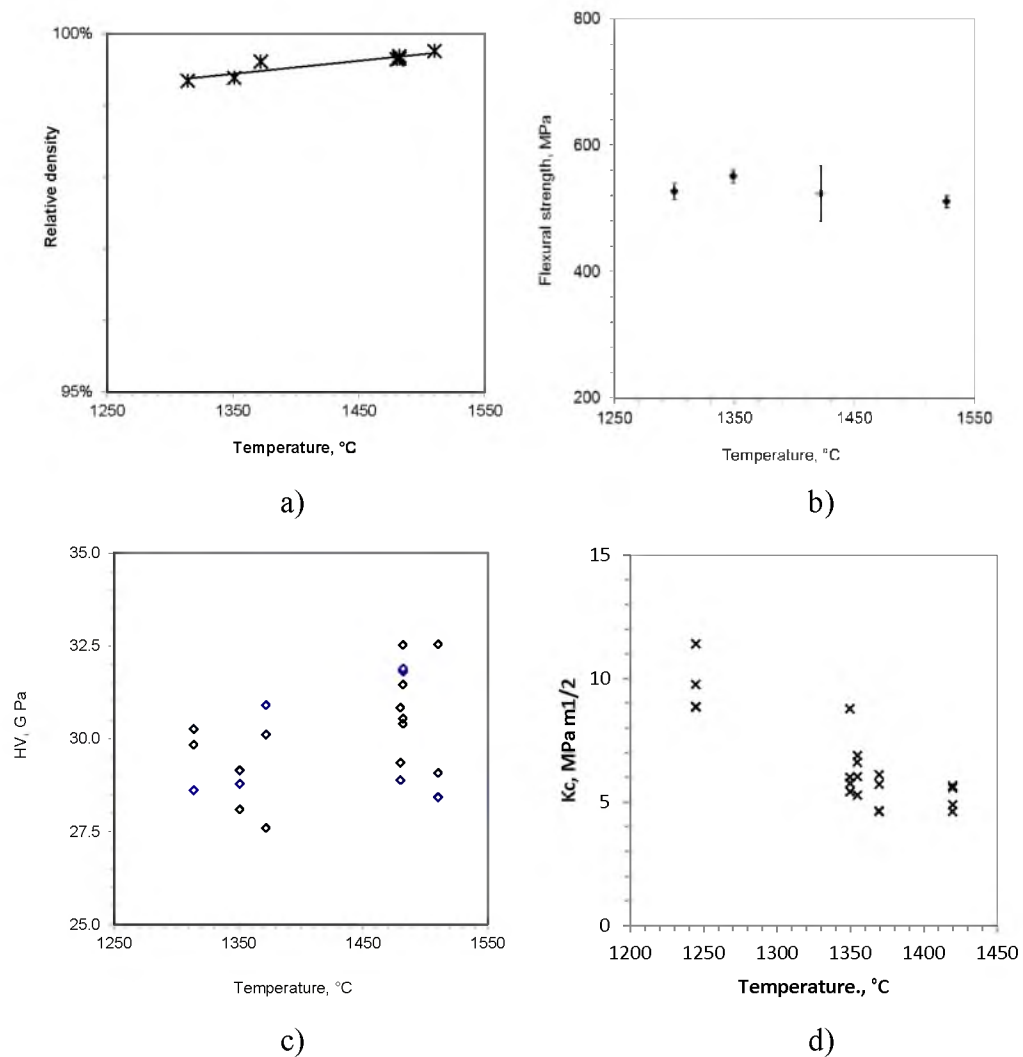 100%
95%
Relative density
1250 1350 1450 1550
Temperature, °C
a)
800
600
400
200
Flexural strength, MPa
1250 1350 1450 1550
Temperature, °C
b)
35.0
32.5
30.0
27.5
25.0
HV, G Pa
1250 1350 1450 1550
Temperature, °C
c)
15
10
5
0
Kc, MPa m1/2
1200 1250 1300 1350 1400 1450
Temperature., °C
d)